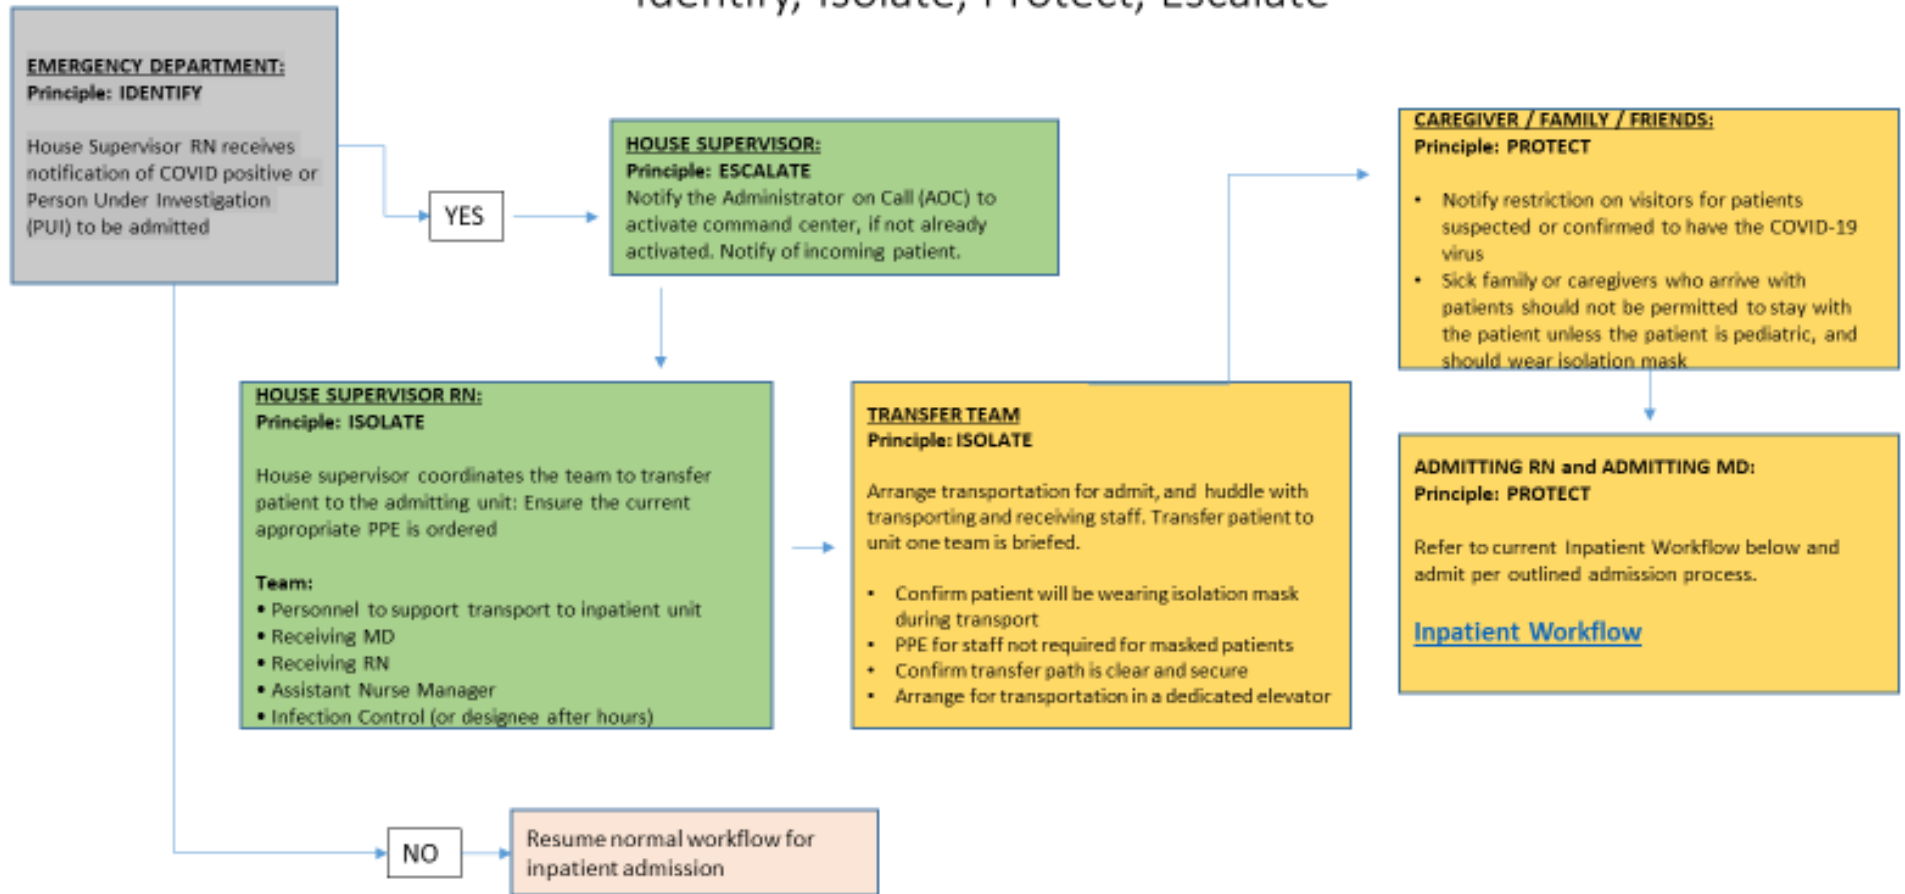 Identify, Isolate, Protect, Escalate
EMERGENCY DEPARTMENT:
Principle: IDENTIFY
House Supervisor RN receives
notification of COVID positive or
Person Under Investigation
(PUI) to be admitted
YES
HOUSE SUPERVISOR:
Principle: ESCALATE
Notify the Administrator on Call (AOC) to
activate command center, if not already
activated. Notify of incoming patient.
HOUSE SUPERVISOR RN:
Principle: ISOLATE
House supervisor coordinates the team to transfer
patient to the admitting unit: Ensure the current
appropriate PPE is ordered
Team:
• Personnel to support transport to inpatient unit
• Receiving MD
• Receiving RN
• Assistant Nurse Manager
• Infection Control (or designee after hours)
TRANSFER TEAM
Principle: ISOLATE
Arrange transportation for admit, and huddle with
transporting and receiving staff. Transfer patient to
unit one team is briefed.
• Confirm patient will be wearing isolation mask
during transport
• PPE for staff not required for masked patients
• Confirm transfer path is clear and secure
• Arrange for transportation in a dedicated elevator
CAREGIVER / FAMILY / FRIENDS:
Principle: PROTECT
• Notify restriction on visitors for patients
suspected or confirmed to have the COVID-19
virus
• Sick family or caregivers who arrive with
patients should not be permitted to stay with
the patient unless the patient is pediatric, and
should wear isolation mask
ADMITTING RN and ADMITTING MD:
Principle: PROTECT
Refer to current Inpatient Workflow below and
admit per outlined admission process.
Inpatient Workflow
NO
Resume normal workflow for
inpatient admission